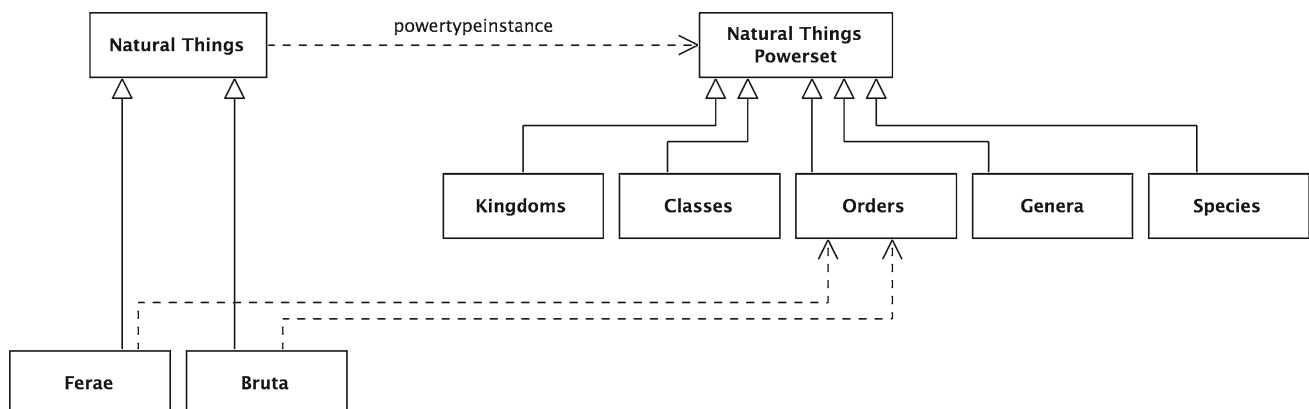 Natural Things
powertypeinstance
Natural Things
Powerset
Kingdoms
Classes
Orders
Genera
Species
Ferae
Bruta